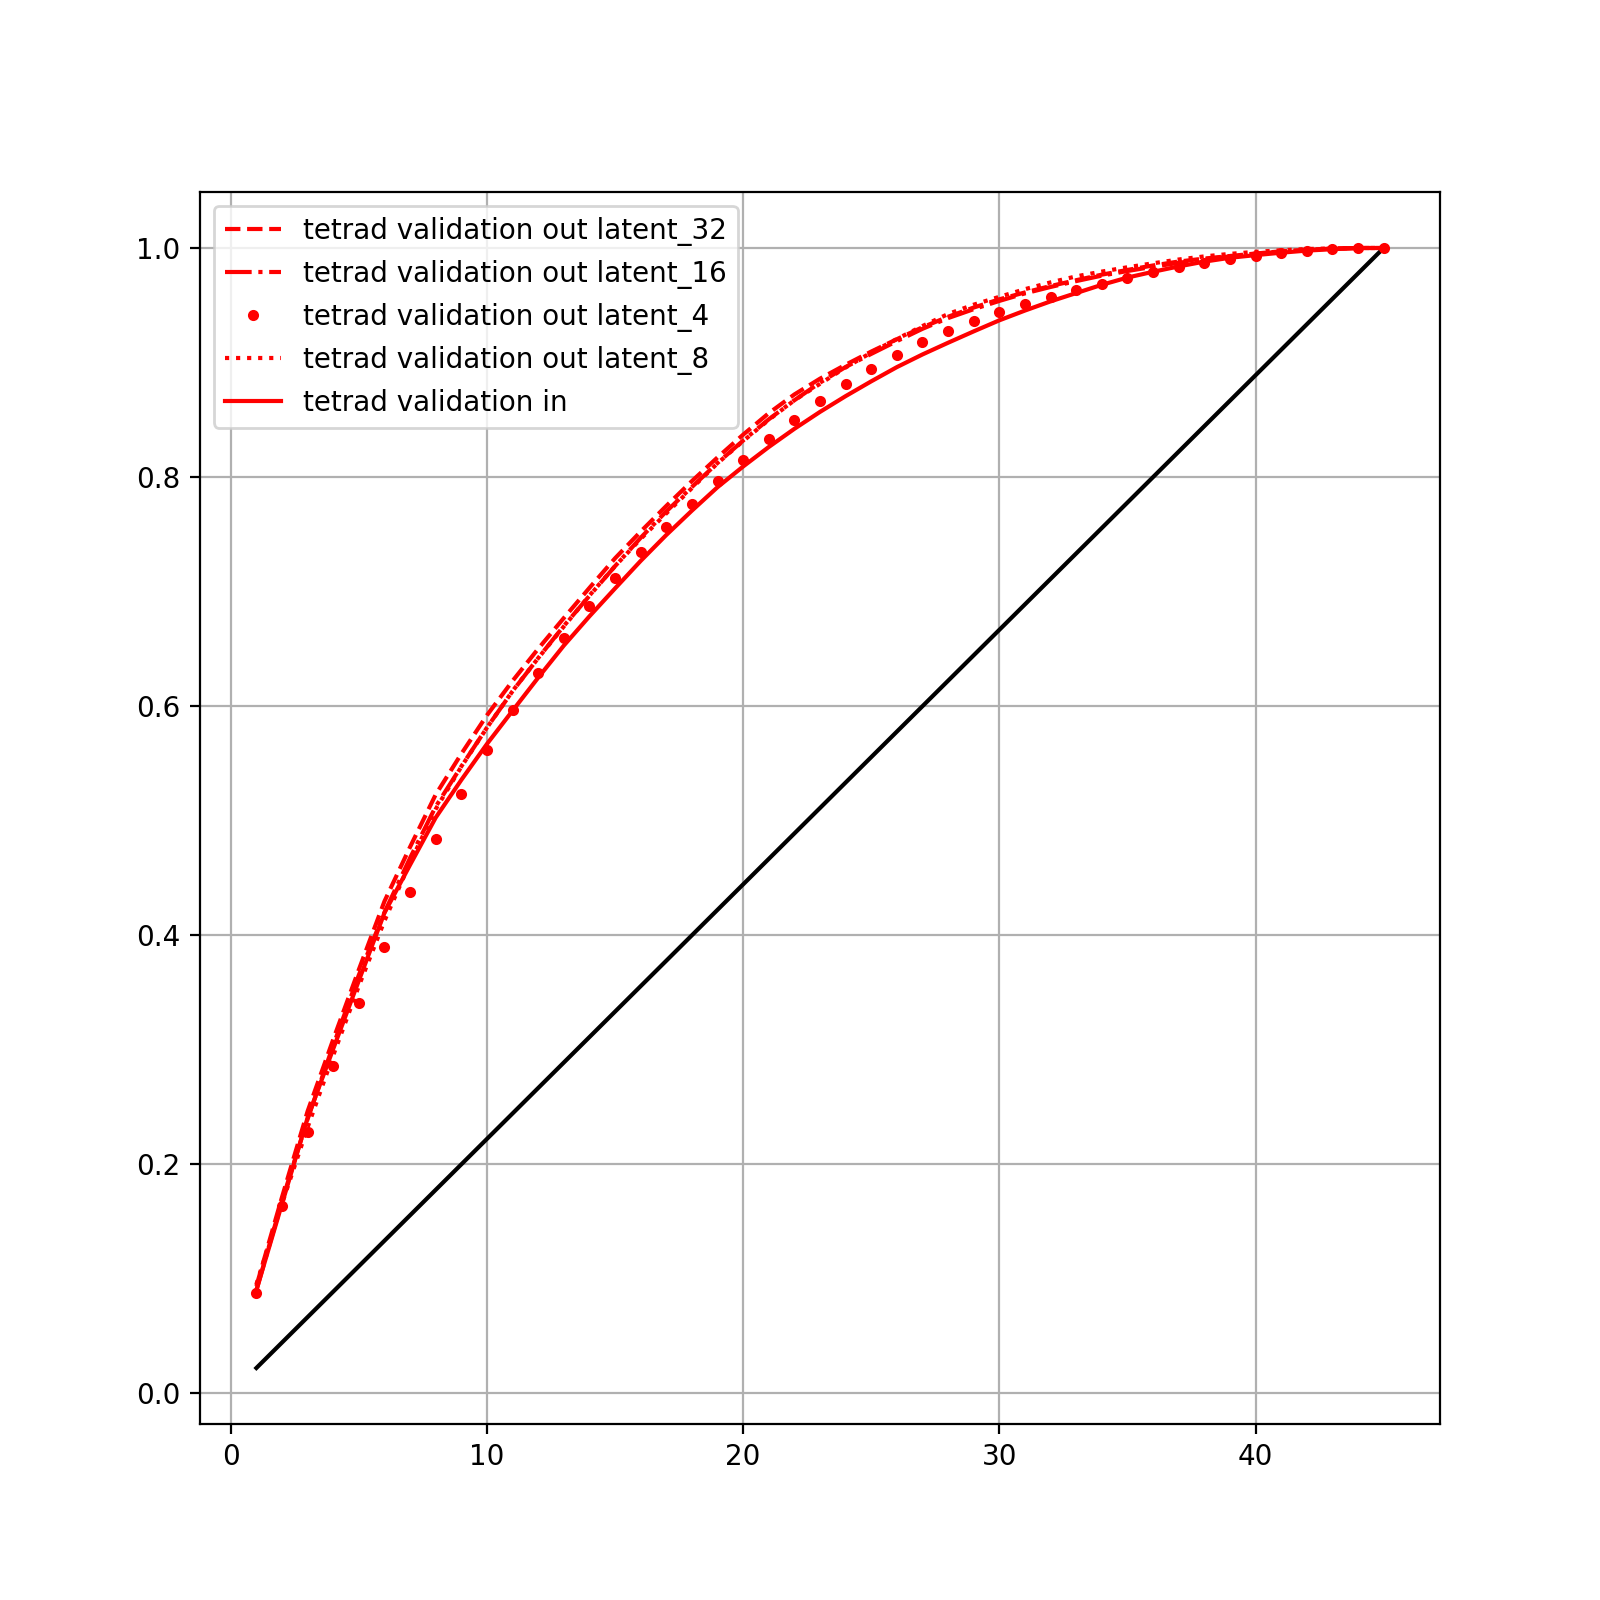 1.0
0.8
0.6
0.4
0.2
0.0
0 10 20 30 40
tetrad validation out latent_32
tetrad validation out latent_16
tetrad validation out latent_4
tetrad validation out latent_8
tetrad validation in